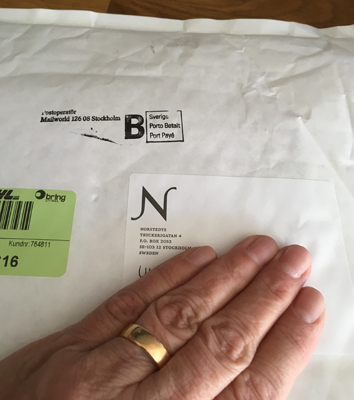 Postoperatör
Mailworld 126 08 Stockholm
B
Sverige
Porto Betalt
Port Payé
bring
Kundnr:764811
16
N
NORSTEDTS
TRYCKERIGATAN 4
P.O. BOX 2052
SE-103 12 STOCKHOLM
SWEDEN